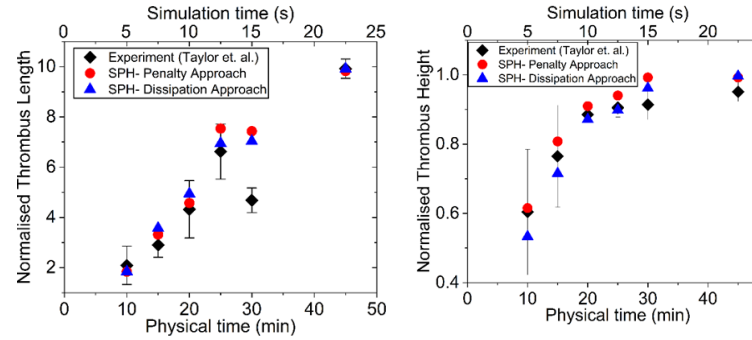 Simulation time (s)
0 5 10 15 20 25
Experiment (Taylor et. al.)
SPH- Penalty Approach
SPH- Dissipation Approach
Normalised Thrombus Length
10
8
6
4
2
0 10 20 30 40 50
Physical time (min)
Simulation time (s)
0 5 10 15 20
Experiment (Taylor et. al.)
SPH- Penalty Approach
SPH- Dissipation Approach
Normalised Thrombus Height
1.0
0.8
0.6
0.4
0 10 20 30 40
Physical time (min)